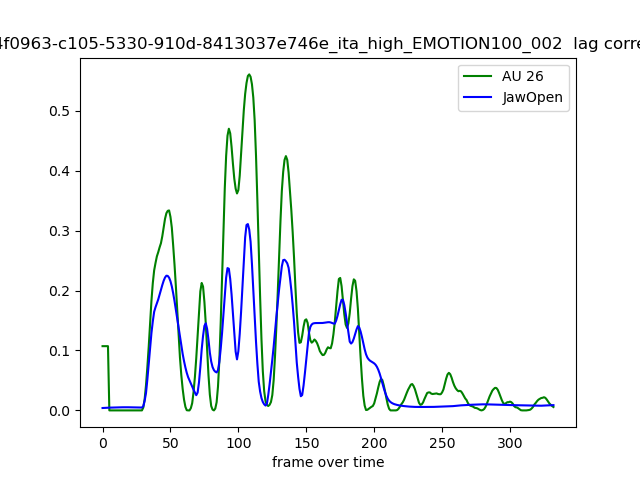 4f0963-c105-5330-910d-8413037e746e_ita_high_EMOTION100_002 lag corre
AU 26
JawOpen
0.5
0.4
0.3
0.2
0.1
0.0
0 50 100 150 200 250 300
frame over time